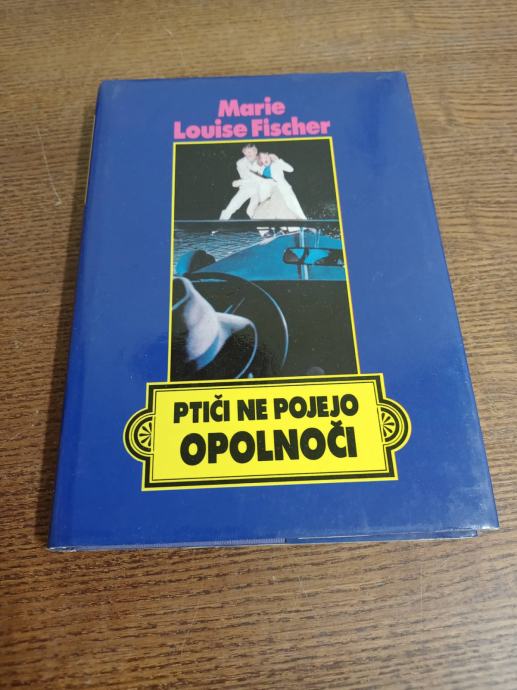 Marie
Louise Fischer
PTIČI NE POJEJO
OPOLNOČI